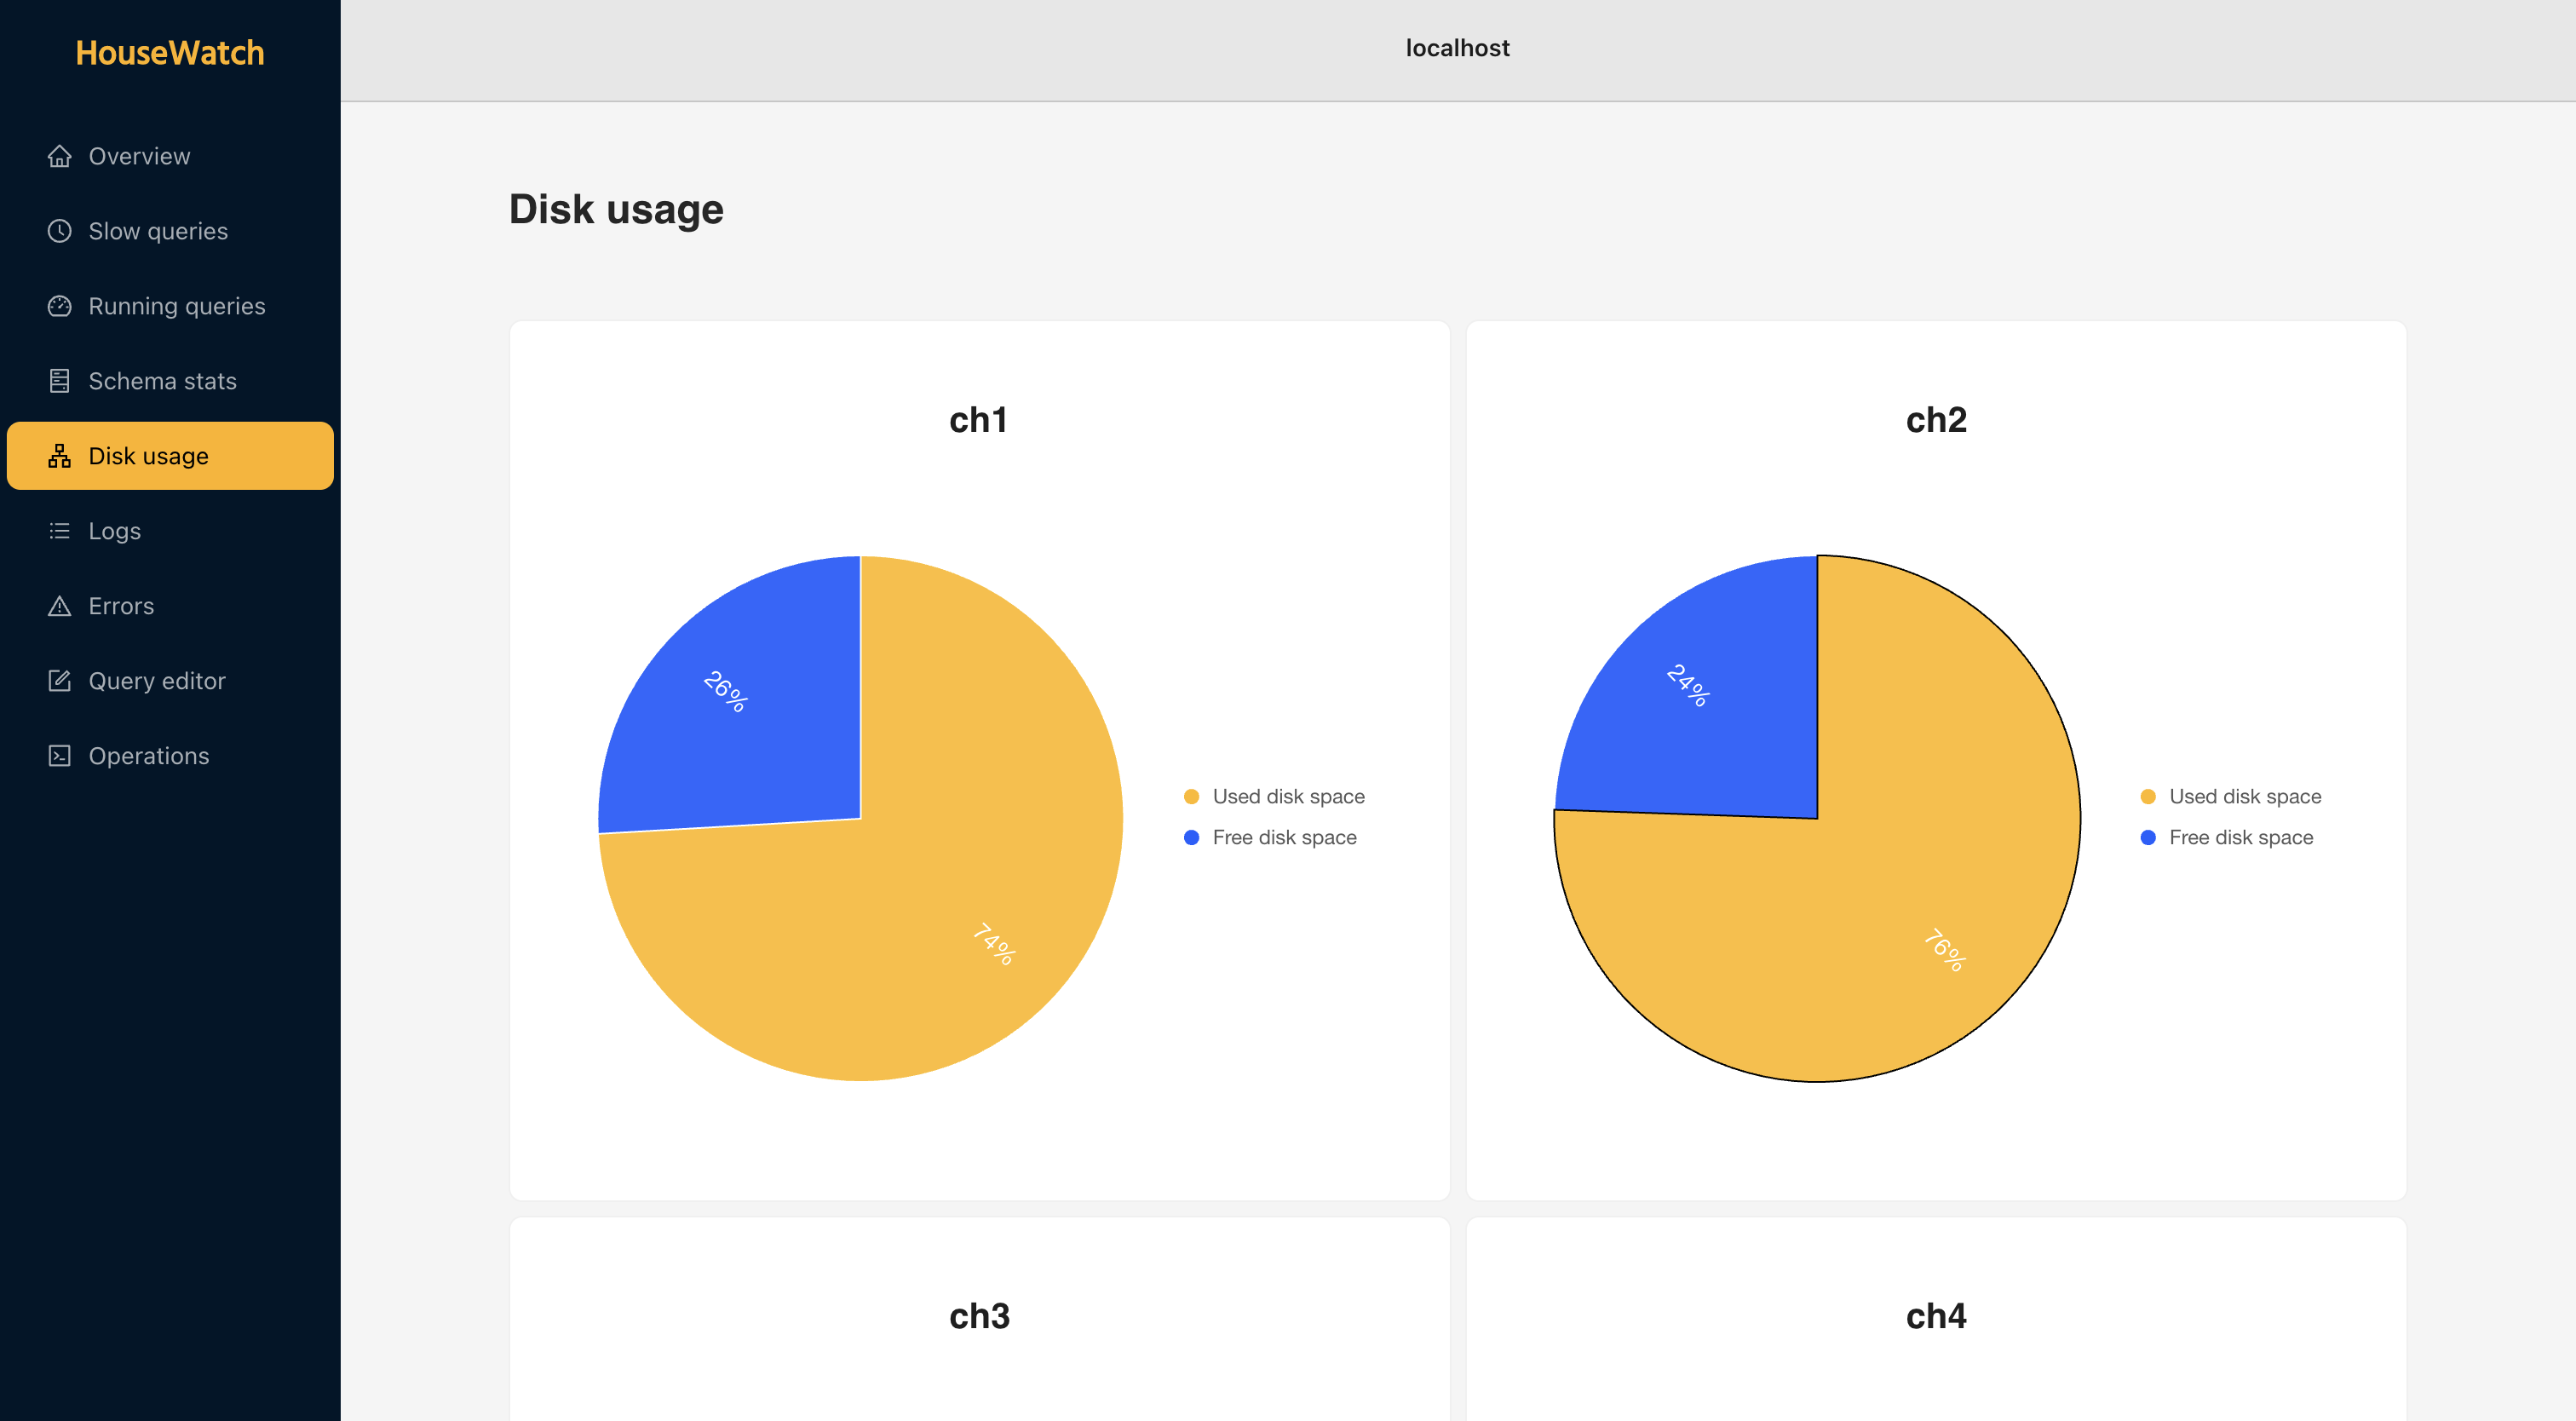 HouseWatch
localhost
Overview
Slow queries
Running queries
Schema stats
Disk usage
Logs
Errors
Query editor
Operations
Disk usage
ch1
26%
74%
Used disk space
Free disk space
ch2
24%
76%
Used disk space
Free disk space
ch3
ch4